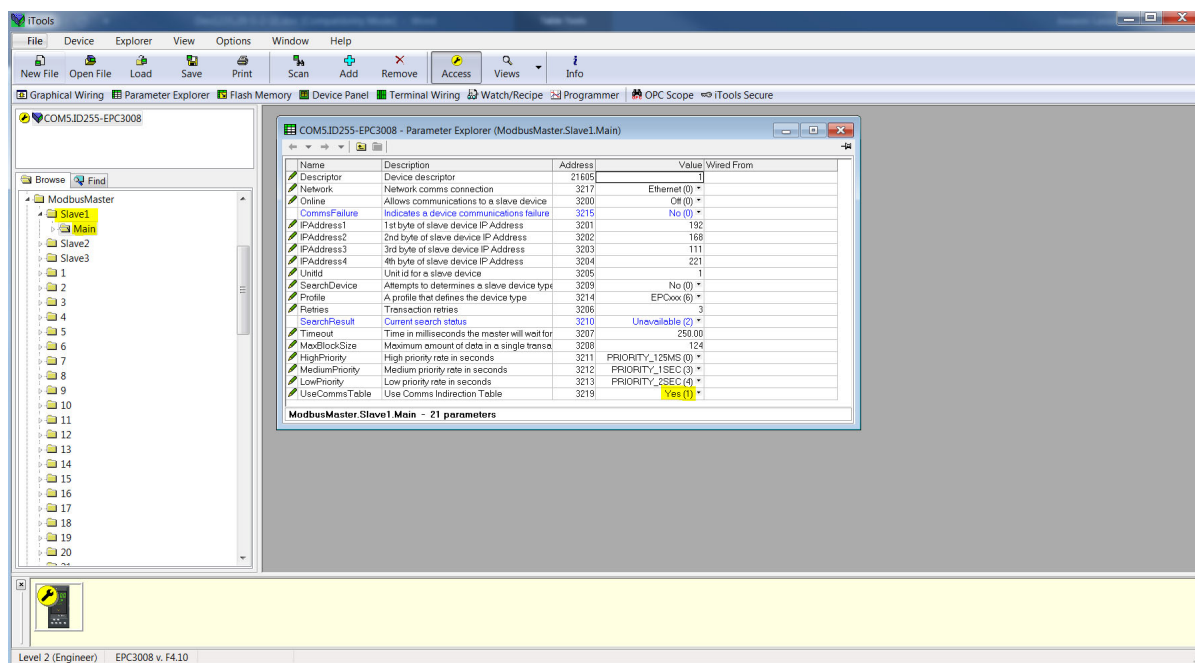 iTools
File Device Explorer View Options Window Help
New File Open File Load Save Print Scan Add Remove Access Views Info
Graphical Wiring Parameter Explorer Flash Memory Device Panel Terminal Wiring Watch/Recipe Programmer OPC Scope iTools Secure
COM5.ID255-EPC3008
Browse Find
ModbusMaster
Slave1
Main
Slave2
Slave3
1
2
3
4
5
6
7
8
9
10
11
12
13
14
15
16
17
18
19
20
COM5.ID255-EPC3008 - Parameter Explorer (ModbusMaster.Slave1.Main)
Name Description Address Value Wired From
Descriptor Device descriptor 21605 1
Network Network comms connection 3217 Ethernet (0)
Online Allows communications to a slave device 3200 Off (0)
CommsFailure Indicates a device communications failure 3215 No (0)
IPAddress1 1st byte of slave device IP Address 3201 192
IPAddress2 2nd byte of slave device IP Address 3202 168
IPAddress3 3rd byte of slave device IP Address 3203 111
IPAddress4 4th byte of slave device IP Address 3204 221
UnitId Unit id for a slave device 3205 1
SearchDevice Attempts to determines a slave device type 3209 No (0)
Profile A profile that defines the device type 3214 EPCxxx (6)
Retries Transaction retries 3206 3
SearchResult Current search status 3210 Unavailable (2)
Timeout Time in milliseconds the master will wait for 3207 250.00
MaxBlockSize Maximum amount of data in a single transa 3208 124
HighPriority High priority rate in seconds 3211 PRIORITY_125MS (0)
MediumPriority Medium priority rate in seconds 3212 PRIORITY_1SEC (3)
LowPriority Low priority rate in seconds 3213 PRIORITY_2SEC (4)
UseCommsTable Use Comms Indirection Table 3219 Yes (1)
ModbusMaster.Slave1.Main - 21 parameters
Level 2 (Engineer) EPC3008 v. F4.10